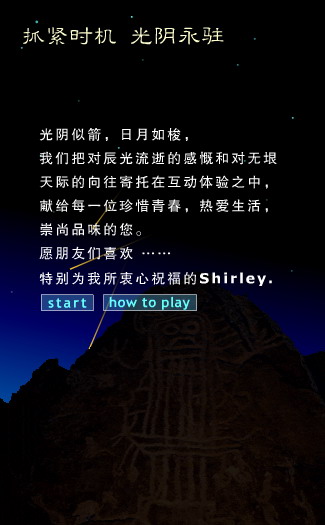 抓紧时机 光阴永驻
光阴似箭，日月如梭，
我们把对辰光流逝的感慨和对无垠
天际的向往寄托在互动体验之中，
献给每一位珍惜青春，热爱生活，
崇尚品味的您。
愿朋友们喜欢 ……
特别为我所衷心祝福的Shirley.
start how to play